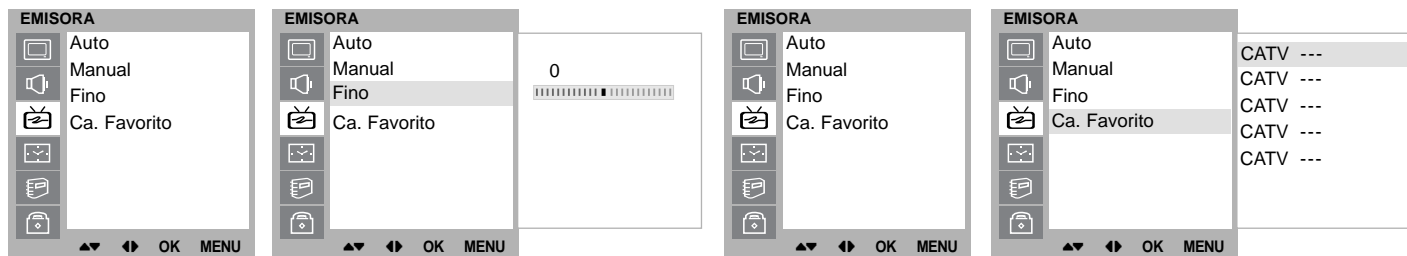 EMISORA
Auto
Manual
Fino
Ca. Favorito
OK MENU
EMISORA
Auto
Manual
Fino
Ca. Favorito
OK MENU
0
EMISORA
Auto
Manual
Fino
Ca. Favorito
OK MENU
EMISORA
Auto
Manual
Fino
Ca. Favorito
OK MENU
CATV ---
CATV ---
CATV ---
CATV ---
CATV ---